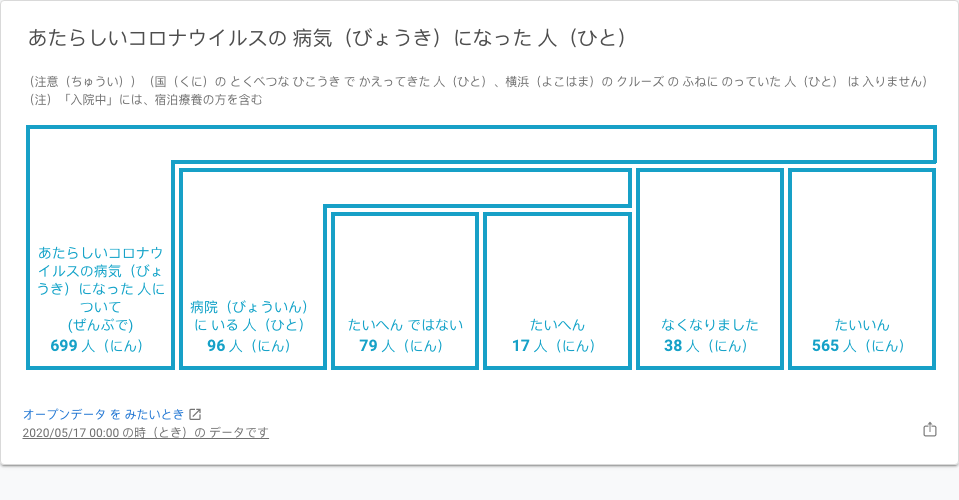 あたらしいコロナウイルスの 病気（びょうき）になった 人（ひと）
（注意（ちゅうい））（国（くに）の とくべつな ひこうき で かえってきた 人（ひと）、横浜（よこはま）の クルーズ の ふねに のっていた 人（ひと） は 入りません）
（注）「入院中」には、宿泊療養の方を含む
あたらしいコロナウ
イルスの病気（びょ
うき）になった 人に
ついて
(ぜんぶで)
699 人（にん）
病院（びょういん）
に いる 人（ひと）
96 人（にん）
たいへん ではない
79 人（にん）
たいへん
17 人（にん）
なくなりました
38 人（にん）
たいいん
565 人（にん）
オープンデータ を みたいとき
2020/05/17 00:00 の時（とき）の データです